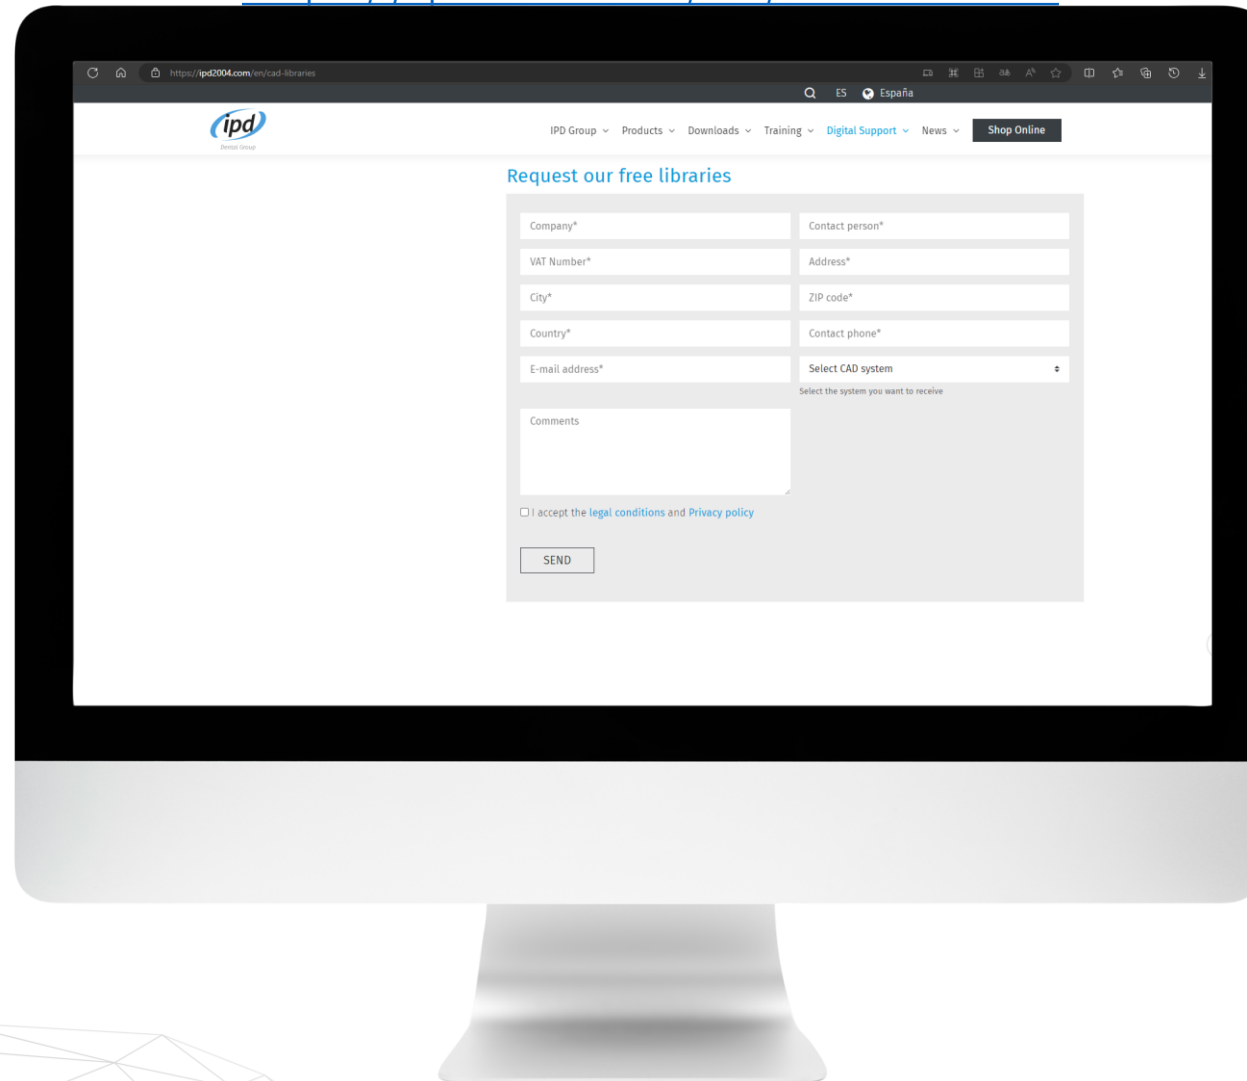 https://ipd2004.com/en/cad-libraries
ES España
ipd
Dental Group
IPD Group Products Downloads Training Digital Support News Shop Online
Request our free libraries
Company* Contact person*
VAT Number* Address*
City* ZIP code*
Country* Contact phone*
E-mail address* Select CAD system
Select the system you want to receive
Comments
I accept the legal conditions and Privacy policy
SEND